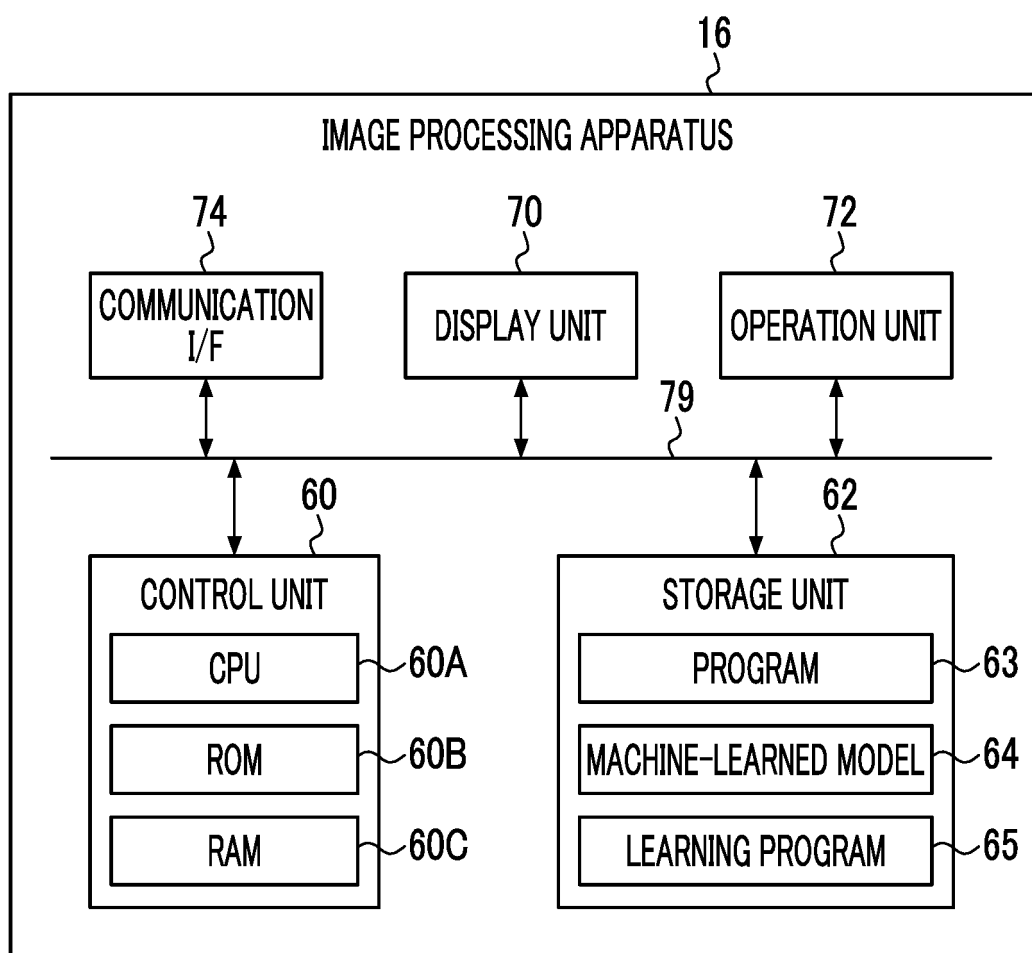 16
IMAGE PROCESSING APPARATUS
74
70
72
COMMUNICATION
I/F
DISPLAY UNIT
OPERATION UNIT
79
60
62
CONTROL UNIT
CPU
60A
ROM
60B
RAM
60C
STORAGE UNIT
PROGRAM
63
MACHINE-LEARNED MODEL
64
LEARNING PROGRAM
65